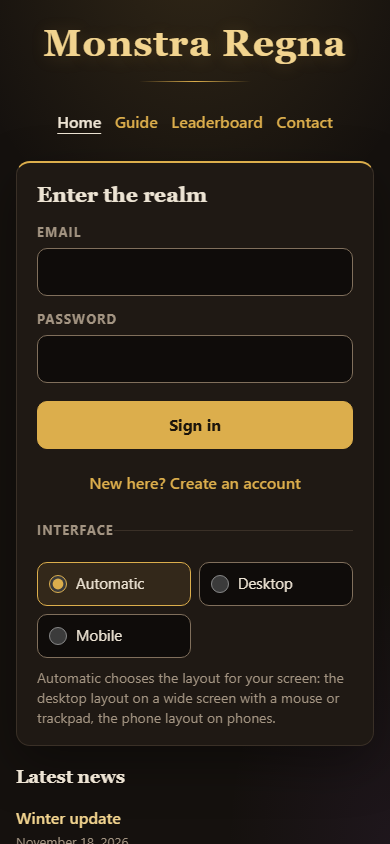 Monstra Regna
Home Guide Leaderboard Contact
Enter the realm
EMAIL
PASSWORD
Sign in
New here? Create an account
INTERFACE
Automatic Desktop
Mobile
Automatic chooses the layout for your screen: the
desktop layout on a wide screen with a mouse or
trackpad, the phone layout on phones.
Latest news
Winter update
November 18, 2026